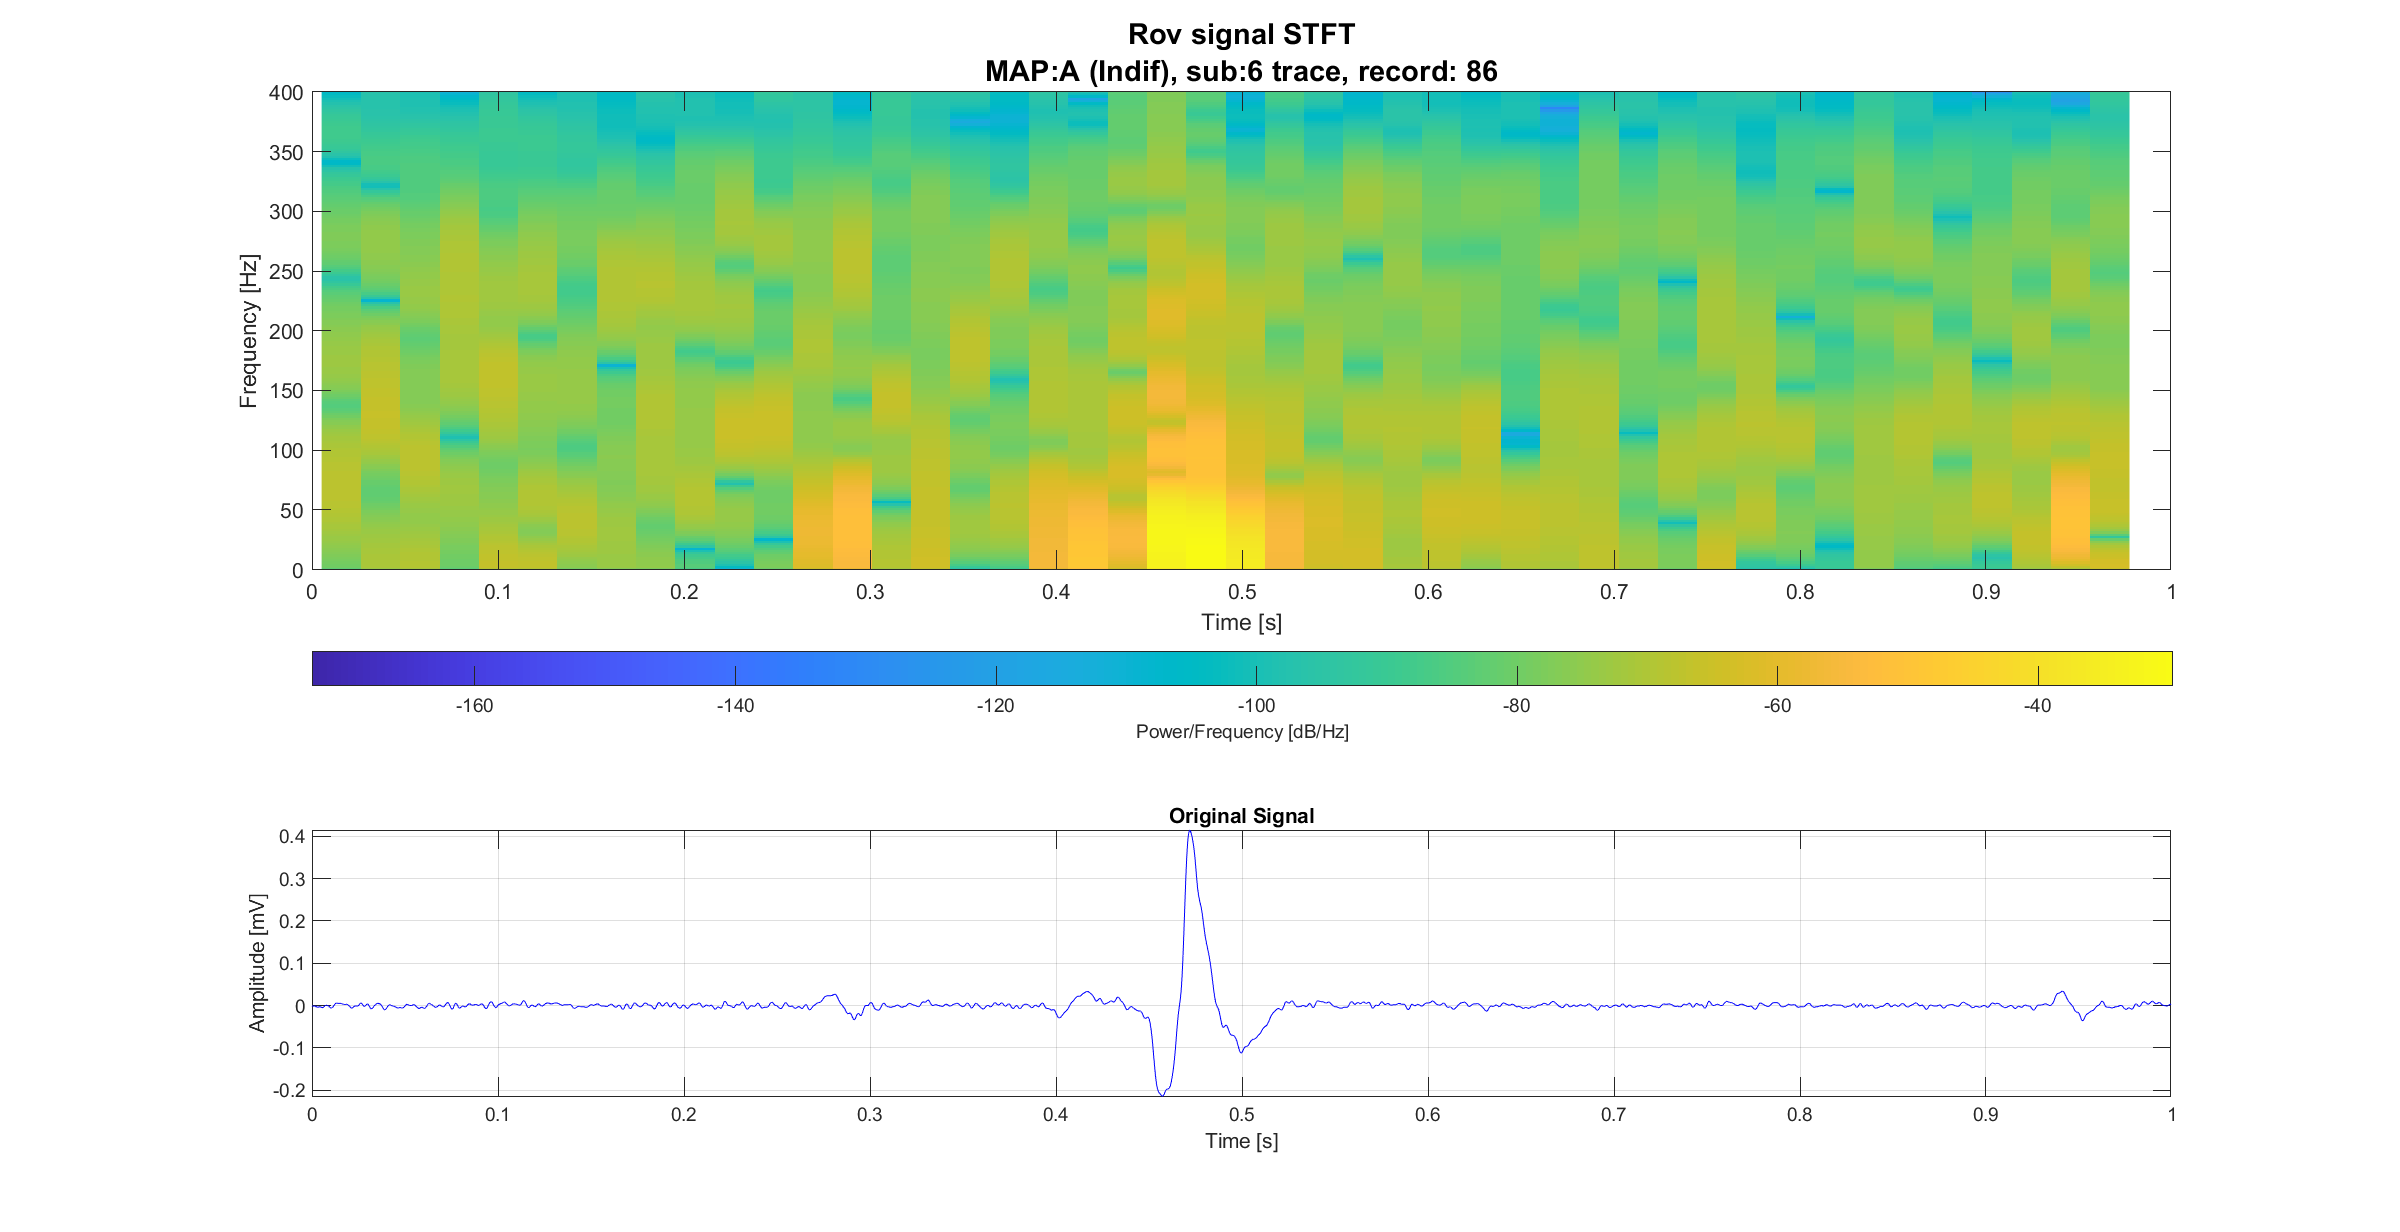 Rov signal STFT
MAP:A (Indif), sub:6 trace, record: 86
400
350
300
250
200
150
100
50
0
Frequency [Hz]
0 0.1 0.2 0.3 0.4 0.5 0.6 0.7 0.8 0.9 1
Time [s]
-160 -140 -120 -100 -80 -60 -40
Power/Frequency [dB/Hz]
Original Signal
0.4
0.3
0.2
0.1
0
-0.1
-0.2
Amplitude [mV]
0 0.1 0.2 0.3 0.4 0.5 0.6 0.7 0.8 0.9 1
Time [s]